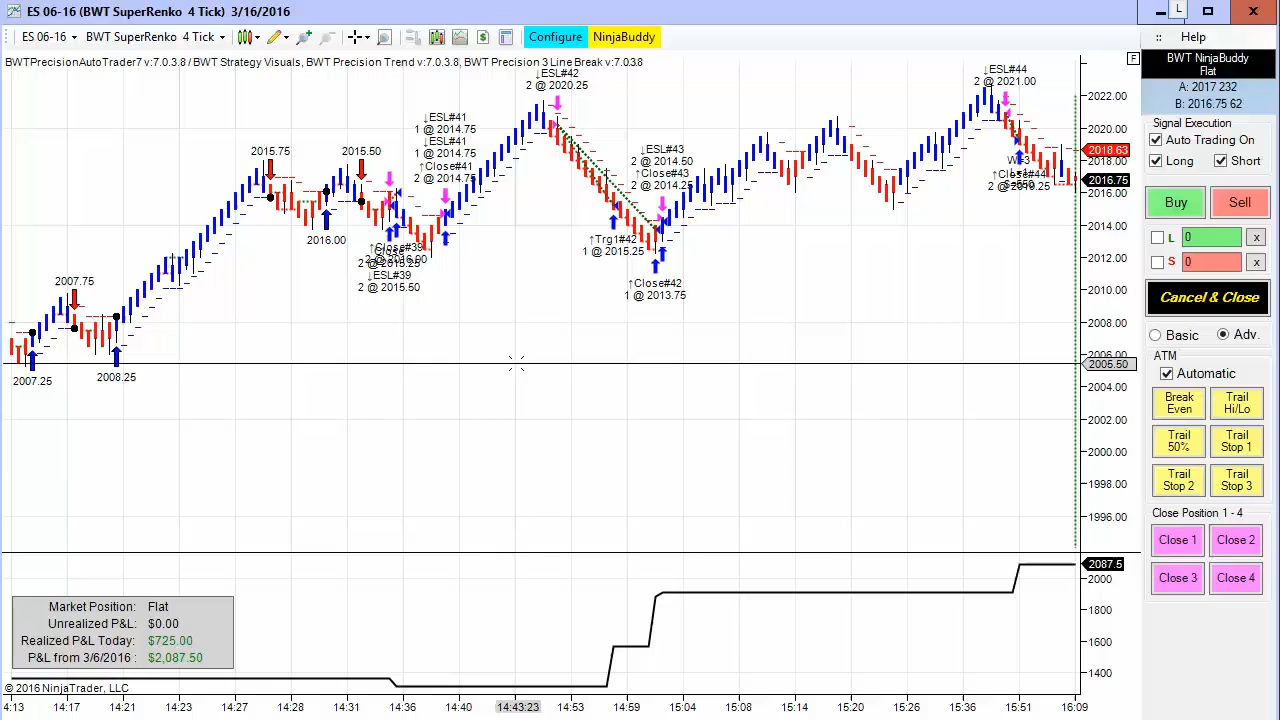 ES 06-16 (BWT SuperRenko 4 Tick) 3/16/2016
L
ES 06-16
BWT SuperRenko 4 Tick
$
Configure
NinjaBuddy
Help
BWTPrecisionAutoTrader7 v:7.0.3.8 / BWT Strategy Visuals, BWT Precision Trend v:7.0.3.8, BWT Precision 3 Line Break v:7.0.3.8
F
↓ESL#42
2 @ 2020.25
↓ESL#44
2 @ 2021.00
↓ESL#41
1 @ 2014.75
↓ESL#41
1 @ 2014.75
↑Close#41
2 @ 2014.75
2015.75
2015.50
↓ESL#43
2 @ 2014.50
↑Close#43
2 @ 2014.25
↑Close#44
2016.00
↑Close#39
↓ESL#39
2 @ 2015.50
↑Trg1#42
1 @ 2015.25
↑Close#42
1 @ 2013.75
2007.75
2007.25
2008.25
2022.00
2020.00
2018.63
2018.00
2016.75
2014.00
2012.00
2010.00
2008.00
2006.00
2005.50
2004.00
2002.00
2000.00
1998.00
1996.00
2087.5
2000
1800
1600
1400
Market Position: Flat
Unrealized P&L: $0.00
Realized P&L Today: $725.00
P&L from 3/6/2016 : $2,087.50
© 2016 NinjaTrader, LLC
4:13 14:17 14:21 14:23 14:26 14:28 14:31 14:36 14:40 14:43:23 14:53 14:59 15:04 15:14 15:20 15:28 15:36 15:51 16:09
BWT NinjaBuddy
Flat
A: 2017 232
B: 2016.75 62
Signal Execution
Auto Trading On
Long Short
Buy Sell
L 0 x
S 0 x
Cancel & Close
Basic Adv.
ATM
Automatic
Break Even
Trail Hi/Lo
Trail 50%
Trail Stop 1
Trail Stop 2
Trail Stop 3
Close Position 1 - 4
Close 1 Close 2
Close 3 Close 4